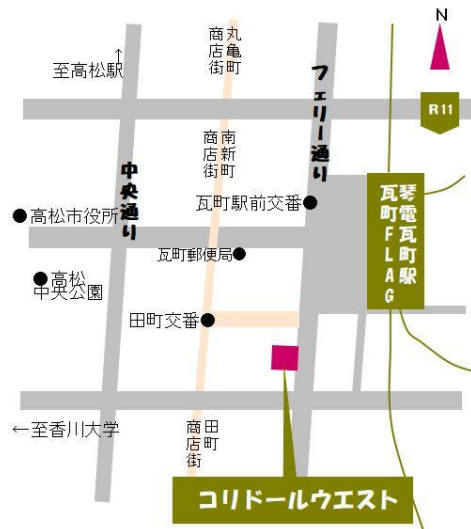 N
丸亀町
商店街
↑
至高松駅
R11
フェリー通り
南新町
商店街
中央通り
瓦町駅前交番
琴電瓦町駅
瓦町FLAG
高松市役所
瓦町郵便局
高松
中央公園
田町交番
田町
商店街
←至香川大学
コリドールウエスト